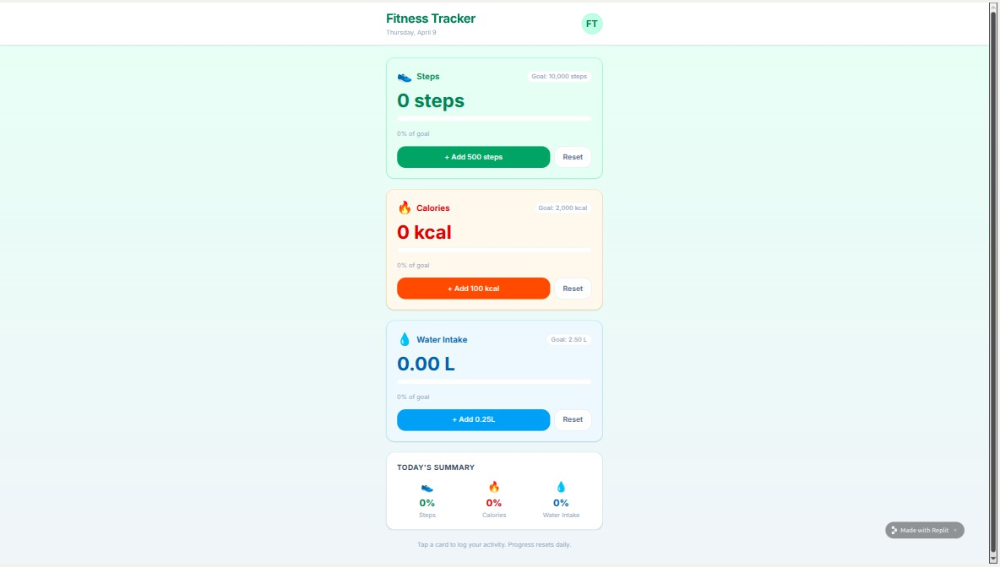 Fitness Tracker
Thursday, April 9
FT
Steps
Goal: 10,000 steps
0 steps
0% of goal
+ Add 500 steps
Reset
Calories
Goal: 2,000 kcal
0 kcal
0% of goal
+ Add 100 kcal
Reset
Water Intake
Goal: 2.50 L
0.00 L
0% of goal
+ Add 0.25L
Reset
TODAY'S SUMMARY
0%
Steps
0%
Calories
0%
Water Intake
Tap a card to log your activity. Progress resets daily.
Made with Replit